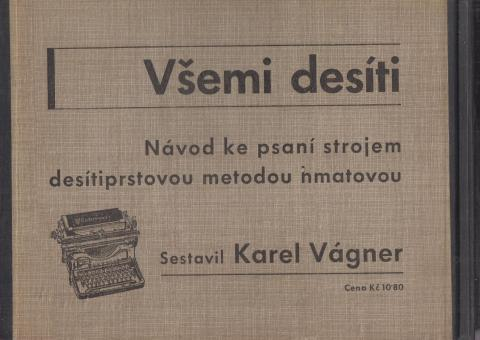 Všemi desíti
Návod ke psaní strojem
desítiprstovou metodou hmatovou
Sestavil Karel Vágner
Cena Kč 10·80